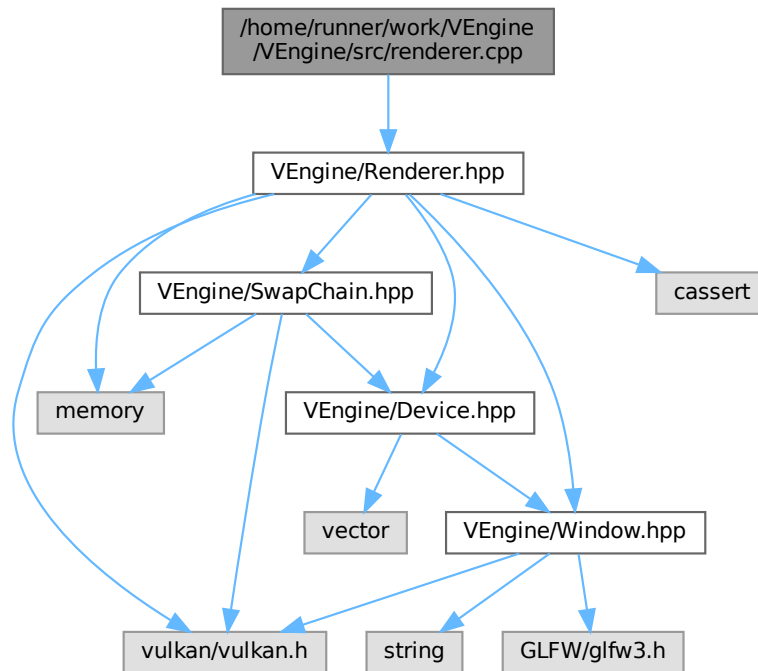 /home/runner/work/VEngine
/VEngine/src/renderer.cpp
VEngine/Renderer.hpp
VEngine/SwapChain.hpp
cassert
memory
VEngine/Device.hpp
vector
VEngine/Window.hpp
vulkan/vulkan.h
string
GLFW/glfw3.h